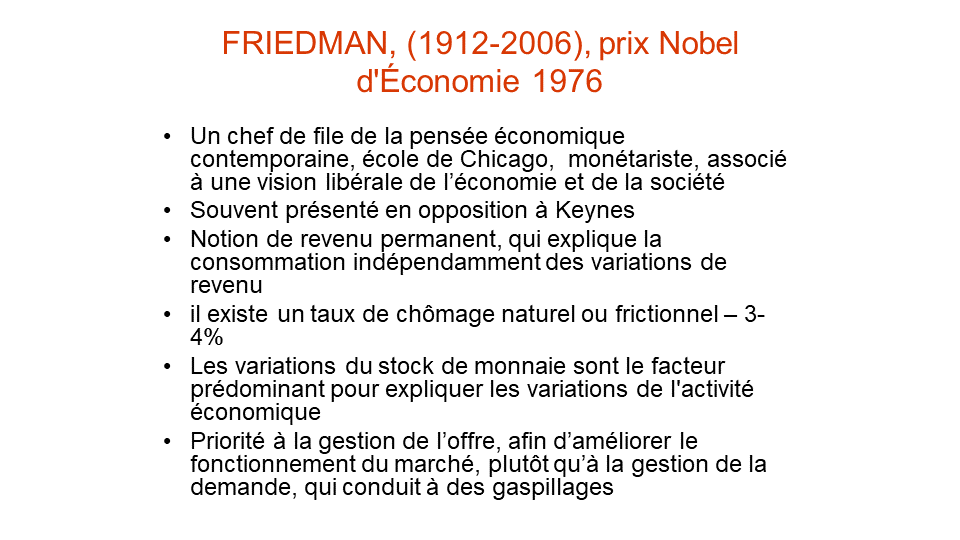 FRIEDMAN, (1912-2006), prix Nobel
d'Économie 1976
• Un chef de file de la pensée économique
contemporaine, école de Chicago,  monétariste, associé
à une vision libérale de l’économie et de la société
• Souvent présenté en opposition à Keynes
• Notion de revenu permanent, qui explique la
consommation indépendamment des variations de
revenu
• il existe un taux de chômage naturel ou frictionnel – 3-
4%
• Les variations du stock de monnaie sont le facteur
prédominant pour expliquer les variations de l'activité
économique
• Priorité à la gestion de l’offre, afin d’améliorer le
fonctionnement du marché, plutôt qu’à la gestion de la
demande, qui conduit à des gaspillages